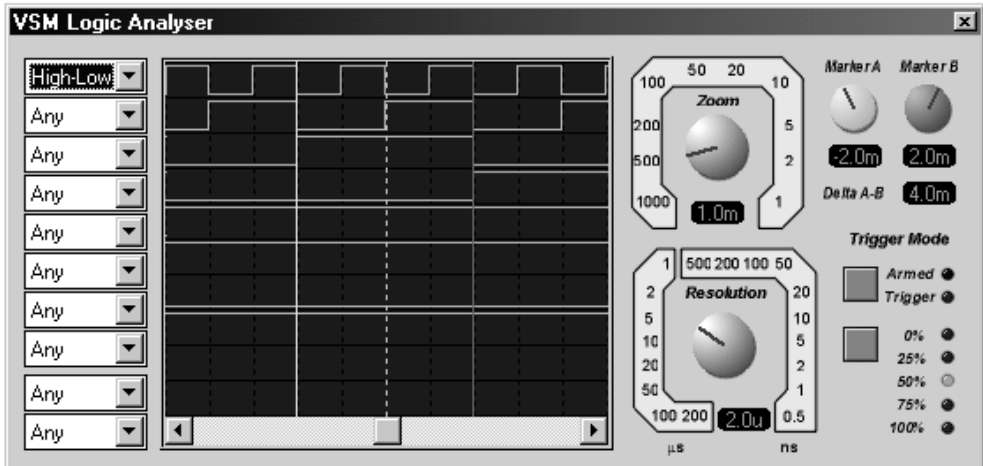 VSM Logic Analyser
High-Low
Any
Any
Any
Any
Any
Any
Any
Any
Any
50 20
100 10
Zoom
200 5
500 2
1000 1
1.0m
Marker A Marker B
-2.0m 2.0m
Delta A-B 4.0m
Trigger Mode
Armed
Trigger
0%
25%
50%
75%
100%
1 500 200 100 50
2 Resolution 20
5 10
10 5
20 2
50 1
100 200 2.0u 0.5
µs ns